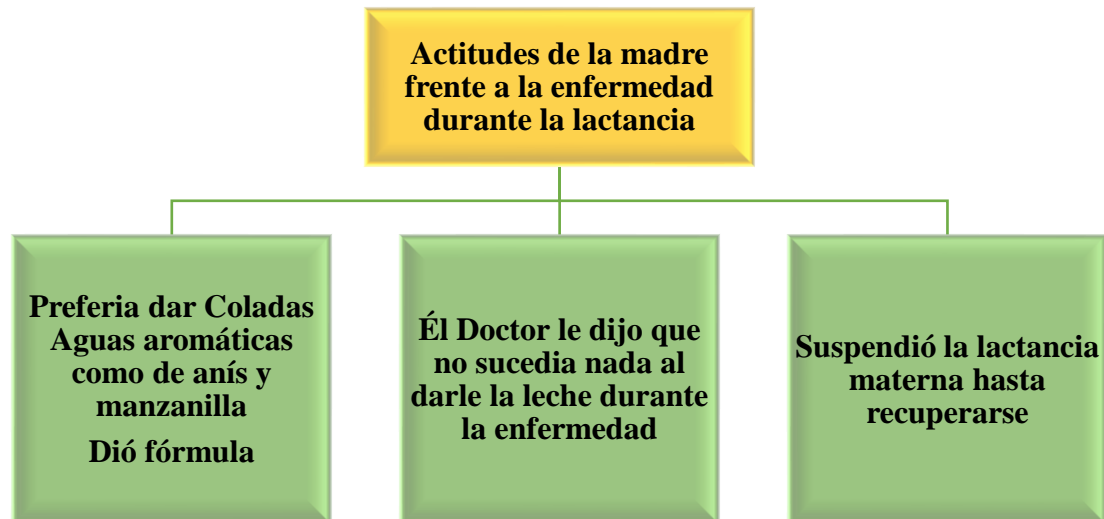 Actitudes de la madre
frente a la enfermedad
durante la lactancia
Preferia dar Coladas
Aguas aromáticas
como de anís y
manzanilla
Dió fórmula
Él Doctor le dijo que
no sucedia nada al
darle la leche durante
la enfermedad
Suspendió la lactancia
materna hasta
recuperarse